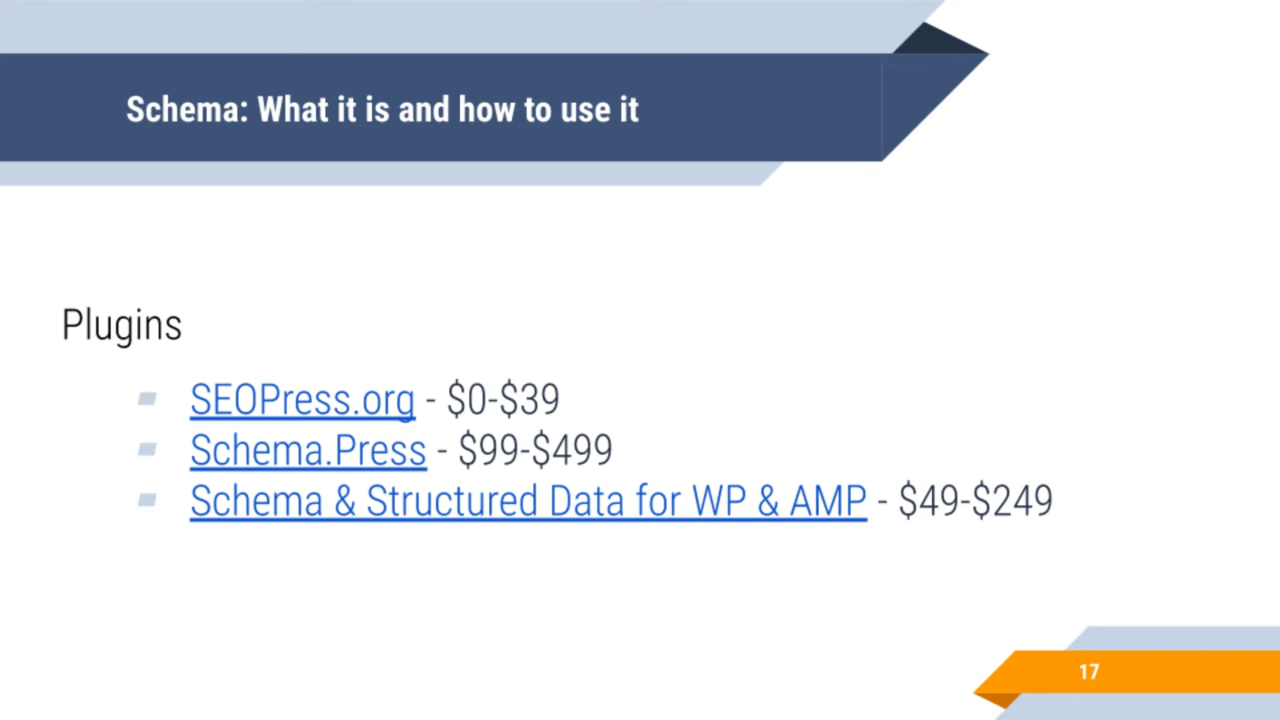 Schema: What it is and how to use it
Plugins
SEOPress.org - $0-$39
Schema.Press - $99-$499
Schema & Structured Data for WP & AMP - $49-$249
17